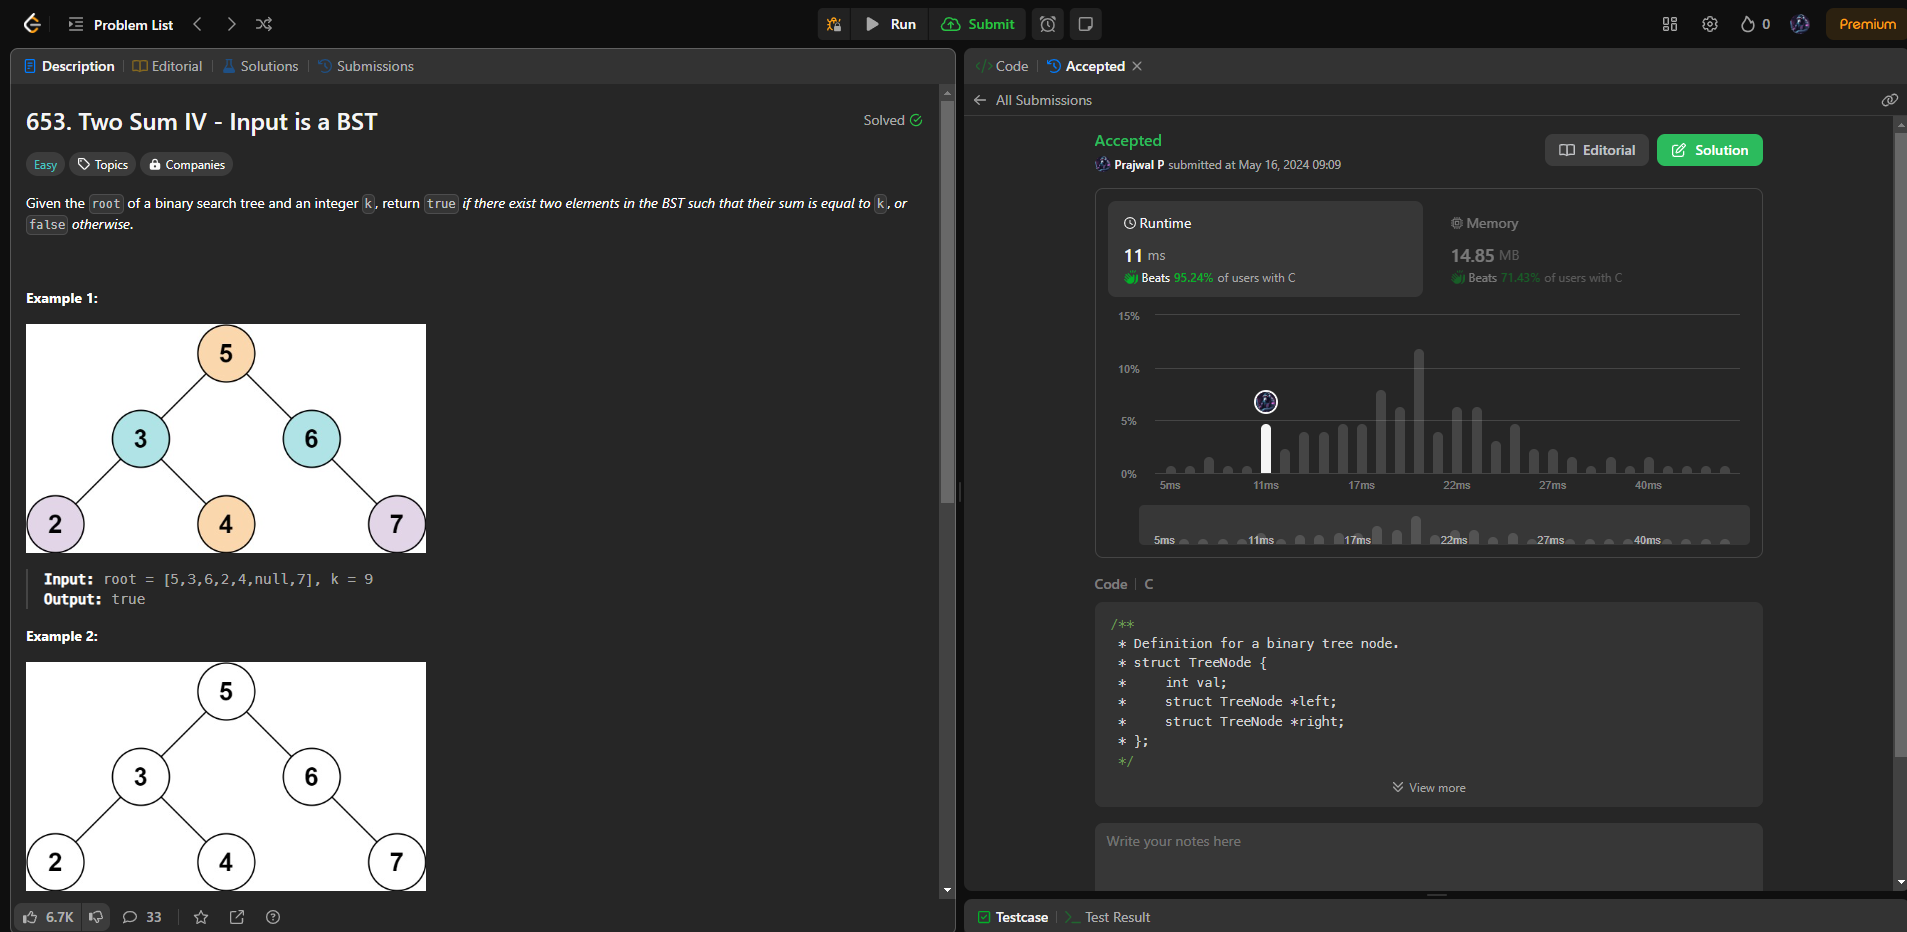 Problem List
Run
Submit
0
Premium
Description
Editorial
Solutions
Submissions
653. Two Sum IV - Input is a BST
Solved
Easy
Topics
Companies
Given the root of a binary search tree and an integer k, return true if there exist two elements in the BST such that their sum is equal to k, or
false otherwise.
Example 1:
5
3 6
2 4 7
Input: root = [5,3,6,2,4,null,7], k = 9
Output: true
Example 2:
5
3 6
2 4 7
6.7K
33
Code
Accepted
All Submissions
Accepted
Prajwal P submitted at May 16, 2024 09:09
Editorial
Solution
Runtime
11 ms
Beats 95.24% of users with C
Memory
14.85 MB
Beats 71.43% of users with C
15%
10%
5%
0%
5ms 11ms 17ms 22ms 27ms 40ms
5ms 11ms 17ms 22ms 27ms 40ms
Code C
/**
* Definition for a binary tree node.
* struct TreeNode {
*     int val;
*     struct TreeNode *left;
*     struct TreeNode *right;
* };
*/
View more
Write your notes here
Testcase
Test Result